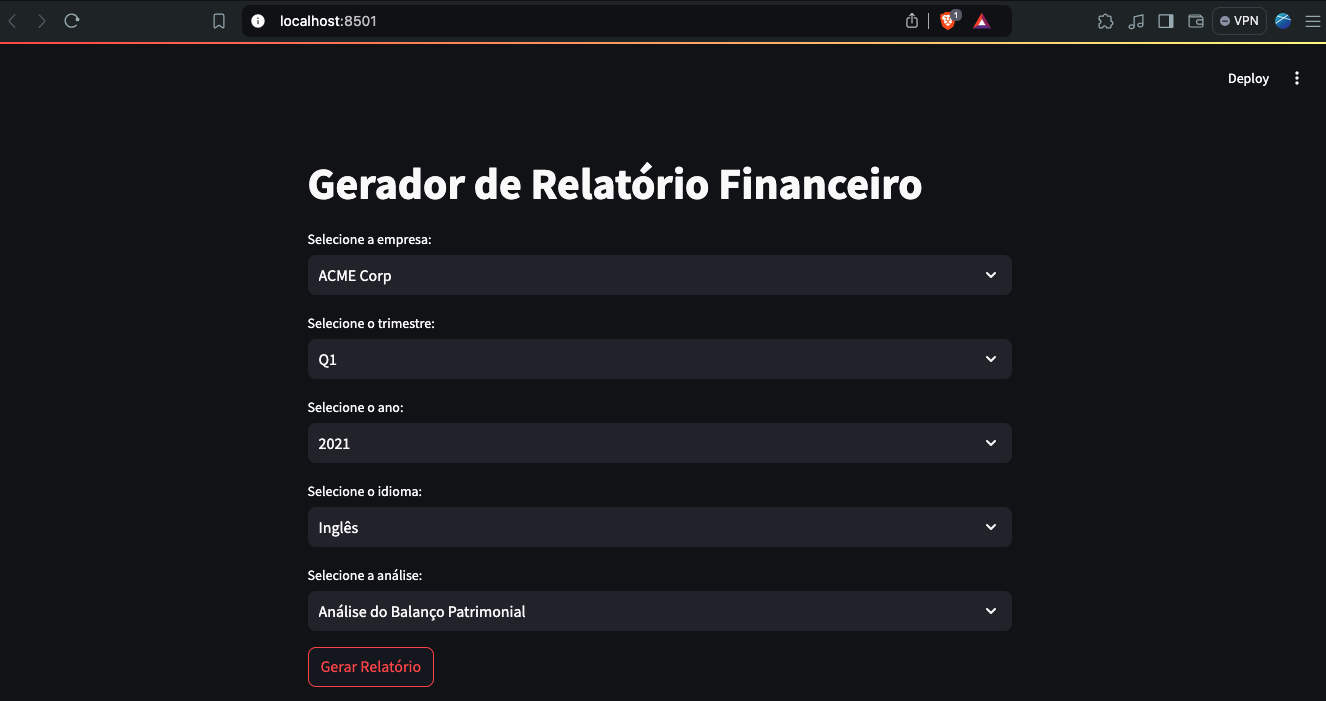 localhost:8501
1
VPN
Deploy
Gerador de Relatório Financeiro
Selecione a empresa:
ACME Corp
Selecione o trimestre:
Q1
Selecione o ano:
2021
Selecione o idioma:
Inglês
Selecione a análise:
Análise do Balanço Patrimonial
Gerar Relatório